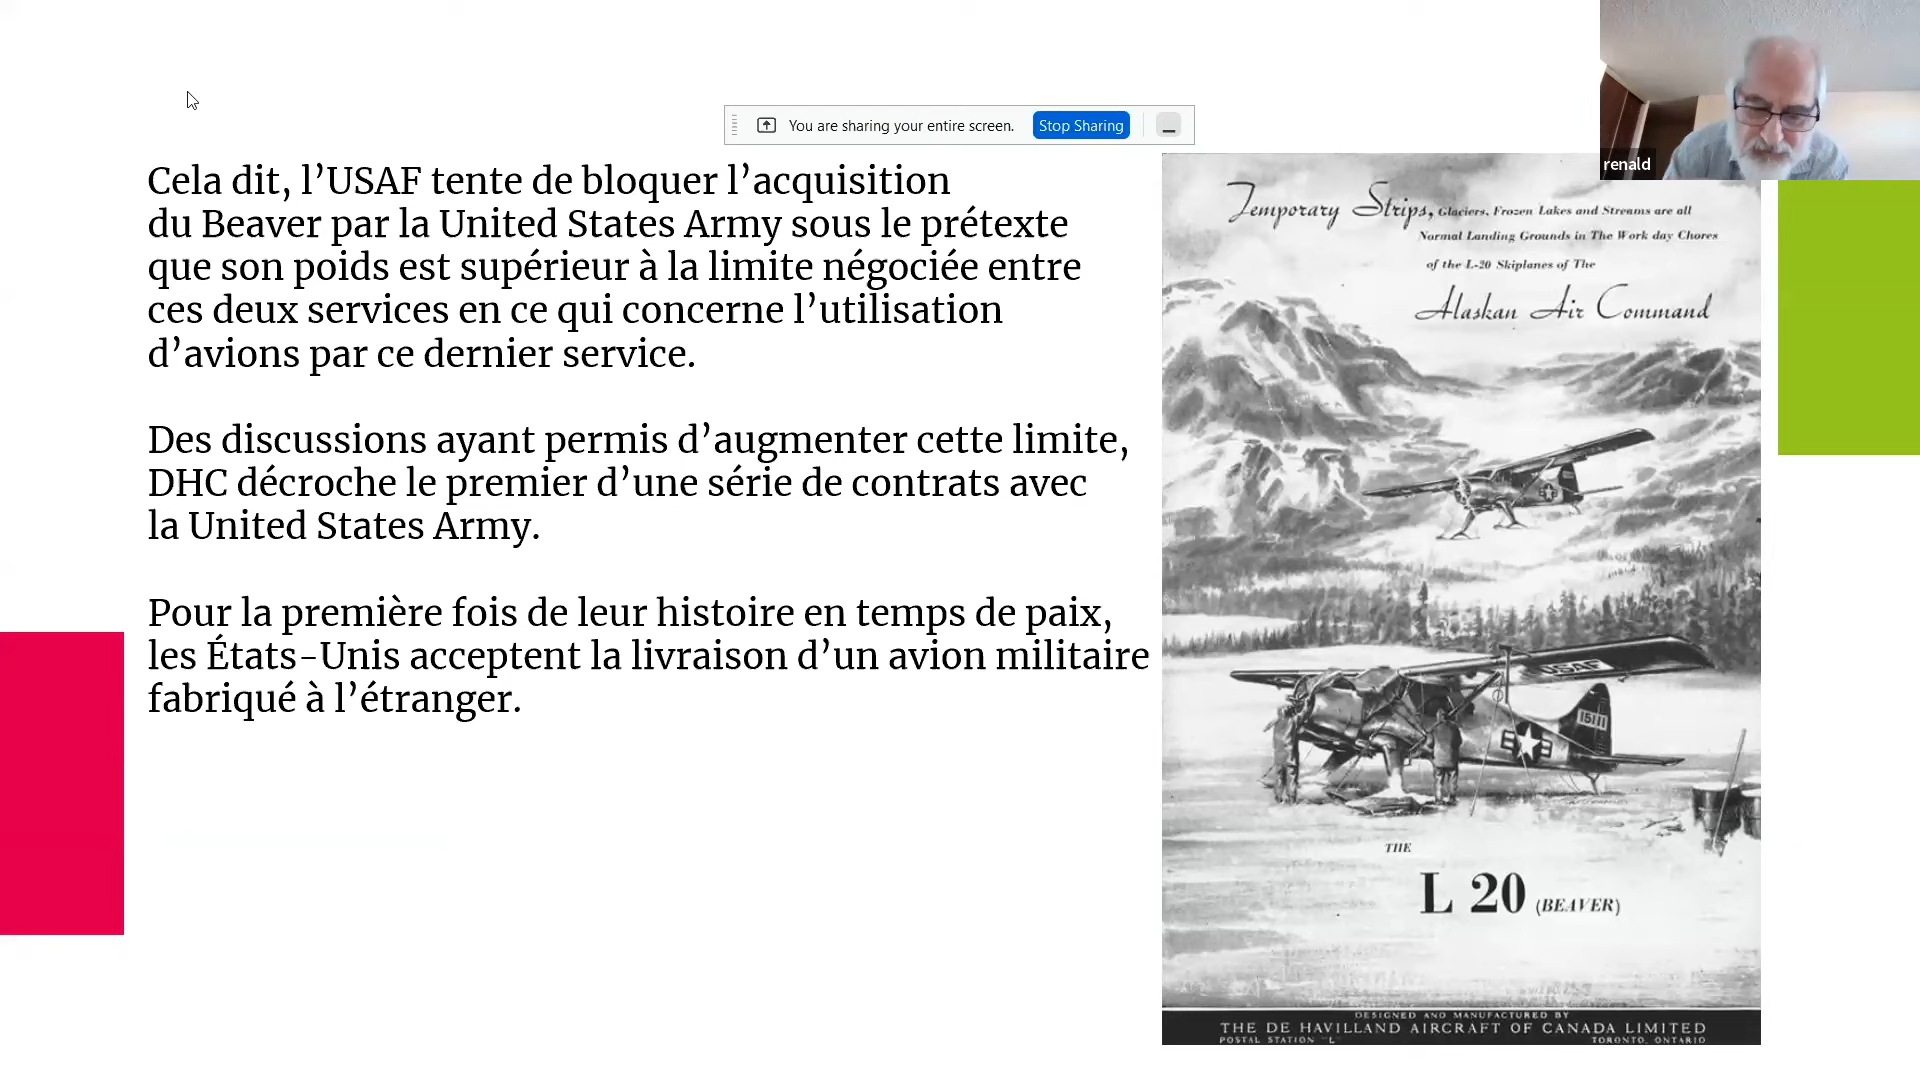 You are sharing your entire screen. Stop Sharing
renald
Cela dit, l’USAF tente de bloquer l’acquisition
du Beaver par la United States Army sous le prétexte
que son poids est supérieur à la limite négociée entre
ces deux services en ce qui concerne l’utilisation
d’avions par ce dernier service.
Des discussions ayant permis d’augmenter cette limite,
DHC décroche le premier d’une série de contrats avec
la United States Army.
Pour la première fois de leur histoire en temps de paix,
les États-Unis acceptent la livraison d’un avion militaire
fabriqué à l’étranger.
Temporary Strips, Glaciers, Frozen Lakes and Streams are all
Normal Landing Grounds in The Work day Chores
of the L-20 Skiplanes of The
Alaskan Air Command
USAF
15111
THE
L 20 (BEAVER)
DESIGNED AND MANUFACTURED BY
THE DE HAVILLAND AIRCRAFT OF CANADA LIMITED
POSTAL STATION "L" TORONTO, ONTARIO